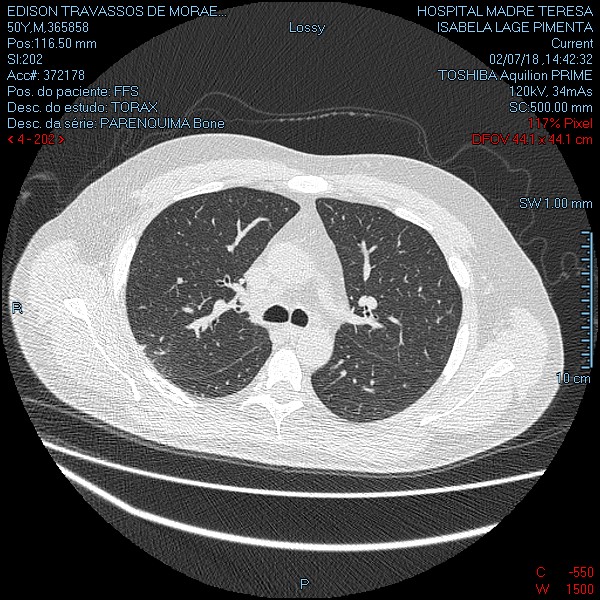 EDISON TRAVASSOS DE MORAE...
50Y,M,365858
Pos:116.50 mm
SI:202
Acc#: 372178
Pos. do paciente: FFS
Desc. do estudo: TORAX
Desc. da série: PARENQUIMA Bone
< 4 - 202 >
Lossy
HOSPITAL MADRE TERESA
ISABELA LAGE PIMENTA
Current
02/07/18 ,14:42:32
TOSHIBA Aquilion PRIME
120kV, 34mAs
SC:500.00 mm
117% Pixel
DFOV 44.1 x 44.1 cm
SW 1.00 mm
R
10 cm
P
C -550
W 1500